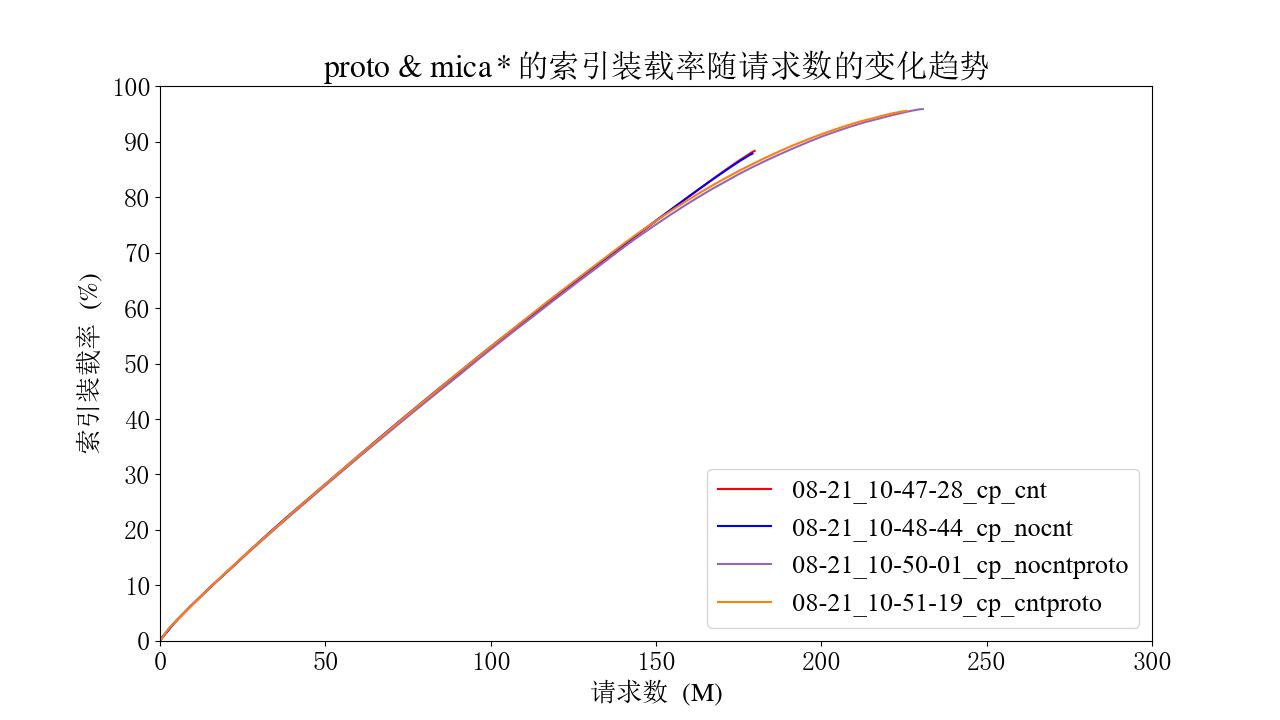 proto & mica * 的索引装载率随请求数的变化趋势
100
90
80
70
60
50
40
30
20
10
0
索引装载率 (%)
0 50 100 150 200 250 300
请求数 (M)
08-21_10-47-28_cp_cnt
08-21_10-48-44_cp_nocnt
08-21_10-50-01_cp_nocntproto
08-21_10-51-19_cp_cntproto